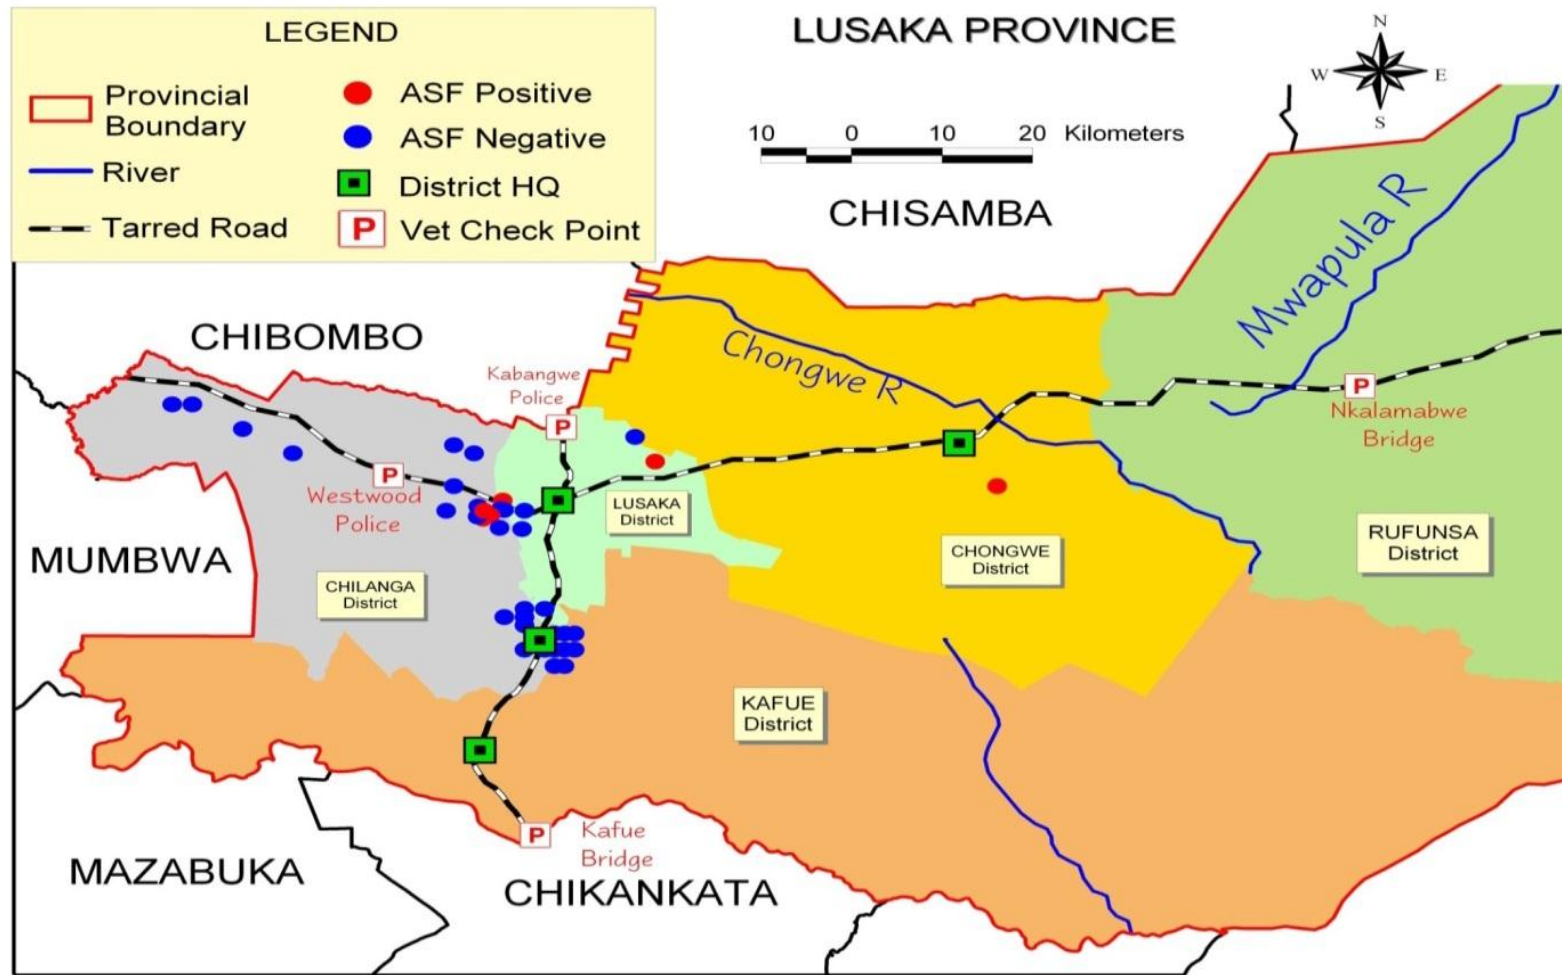 LEGEND
Provincial
Boundary
River
Tarred Road
ASF Positive
ASF Negative
District HQ
P Vet Check Point
LUSAKA PROVINCE
N
W E
S
10 0 10 20 Kilometers
CHISAMBA
Mwapula R
CHIBOMBO
Chongwe R
Kabangwe
Police
P
P
Nkalamabwe
Bridge
P
Westwood
Police
LUSAKA
District
MUMBWA
CHONGWE
District
RUFUNSA
District
CHILANGA
District
KAFUE
District
P
Kafue
Bridge
MAZABUKA
CHIKANKATA